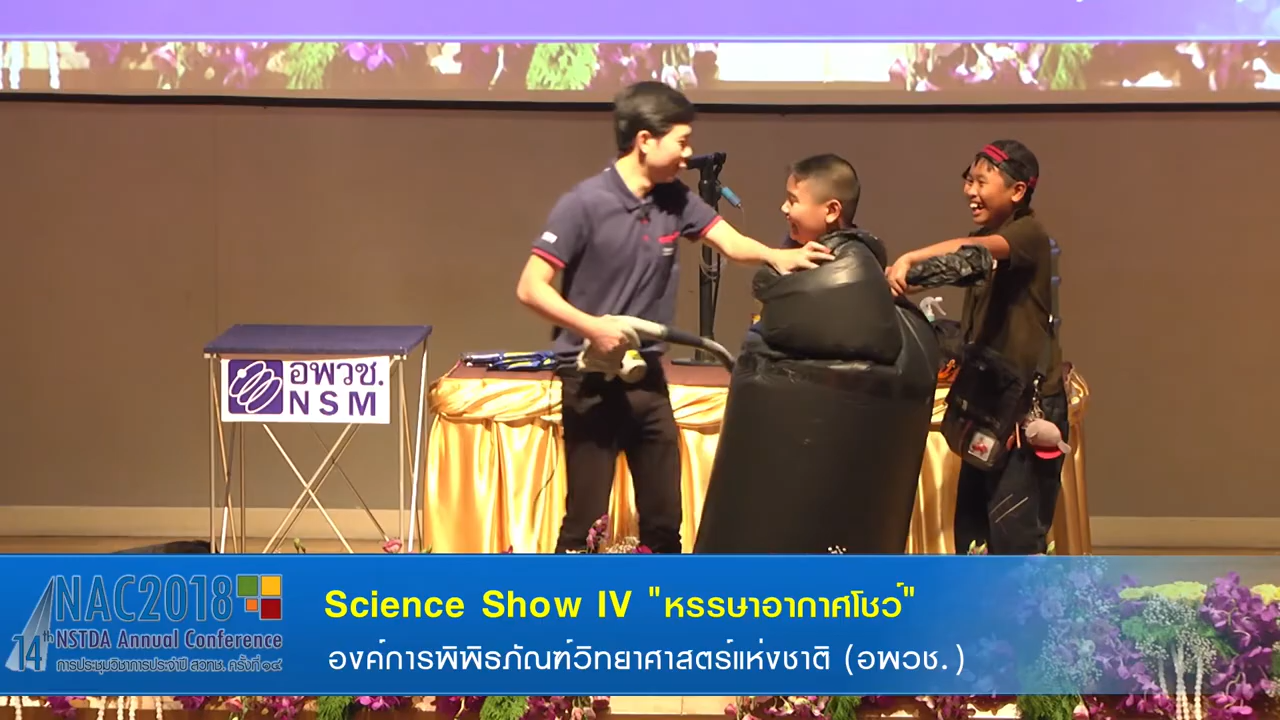 อพวช.
NSM
NAC2018
14th NSTDA Annual Conference
การประชุมวิชาการประจำปี สวทช. ครั้งที่ ๑๔
Science Show IV "หรรษาอากาศโชว์"
องค์การพิพิธภัณฑ์วิทยาศาสตร์แห่งชาติ (อพวช.)